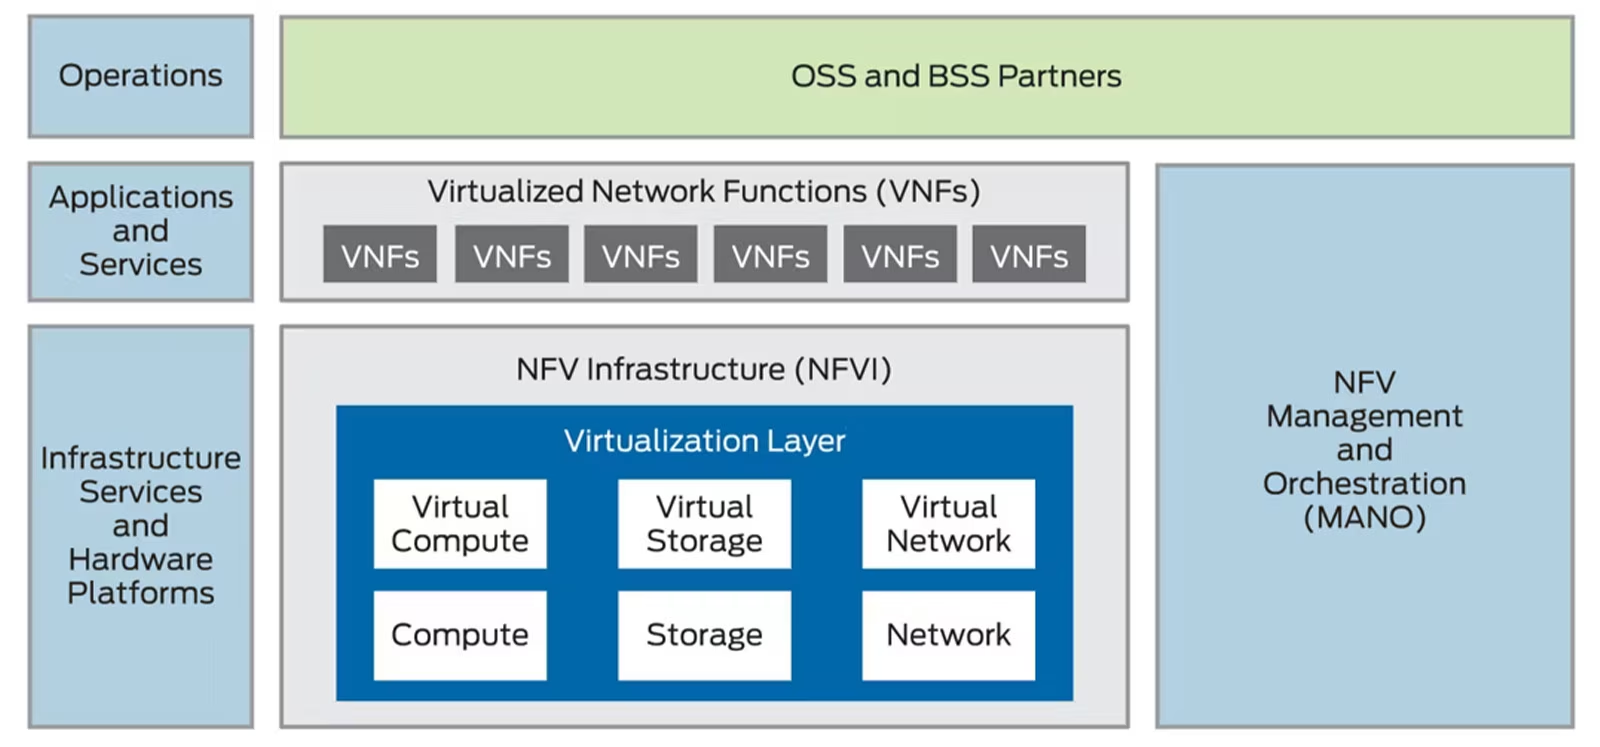 Operations
OSS and BSS Partners
Applications
and
Services
Virtualized Network Functions (VNFs)
VNFs VNFs VNFs VNFs VNFs VNFs
Infrastructure
Services
and
Hardware
Platforms
NFV Infrastructure (NFVI)
Virtualization Layer
Virtual
Compute
Virtual
Storage
Virtual
Network
Compute
Storage
Network
NFV
Management
and
Orchestration
(MANO)